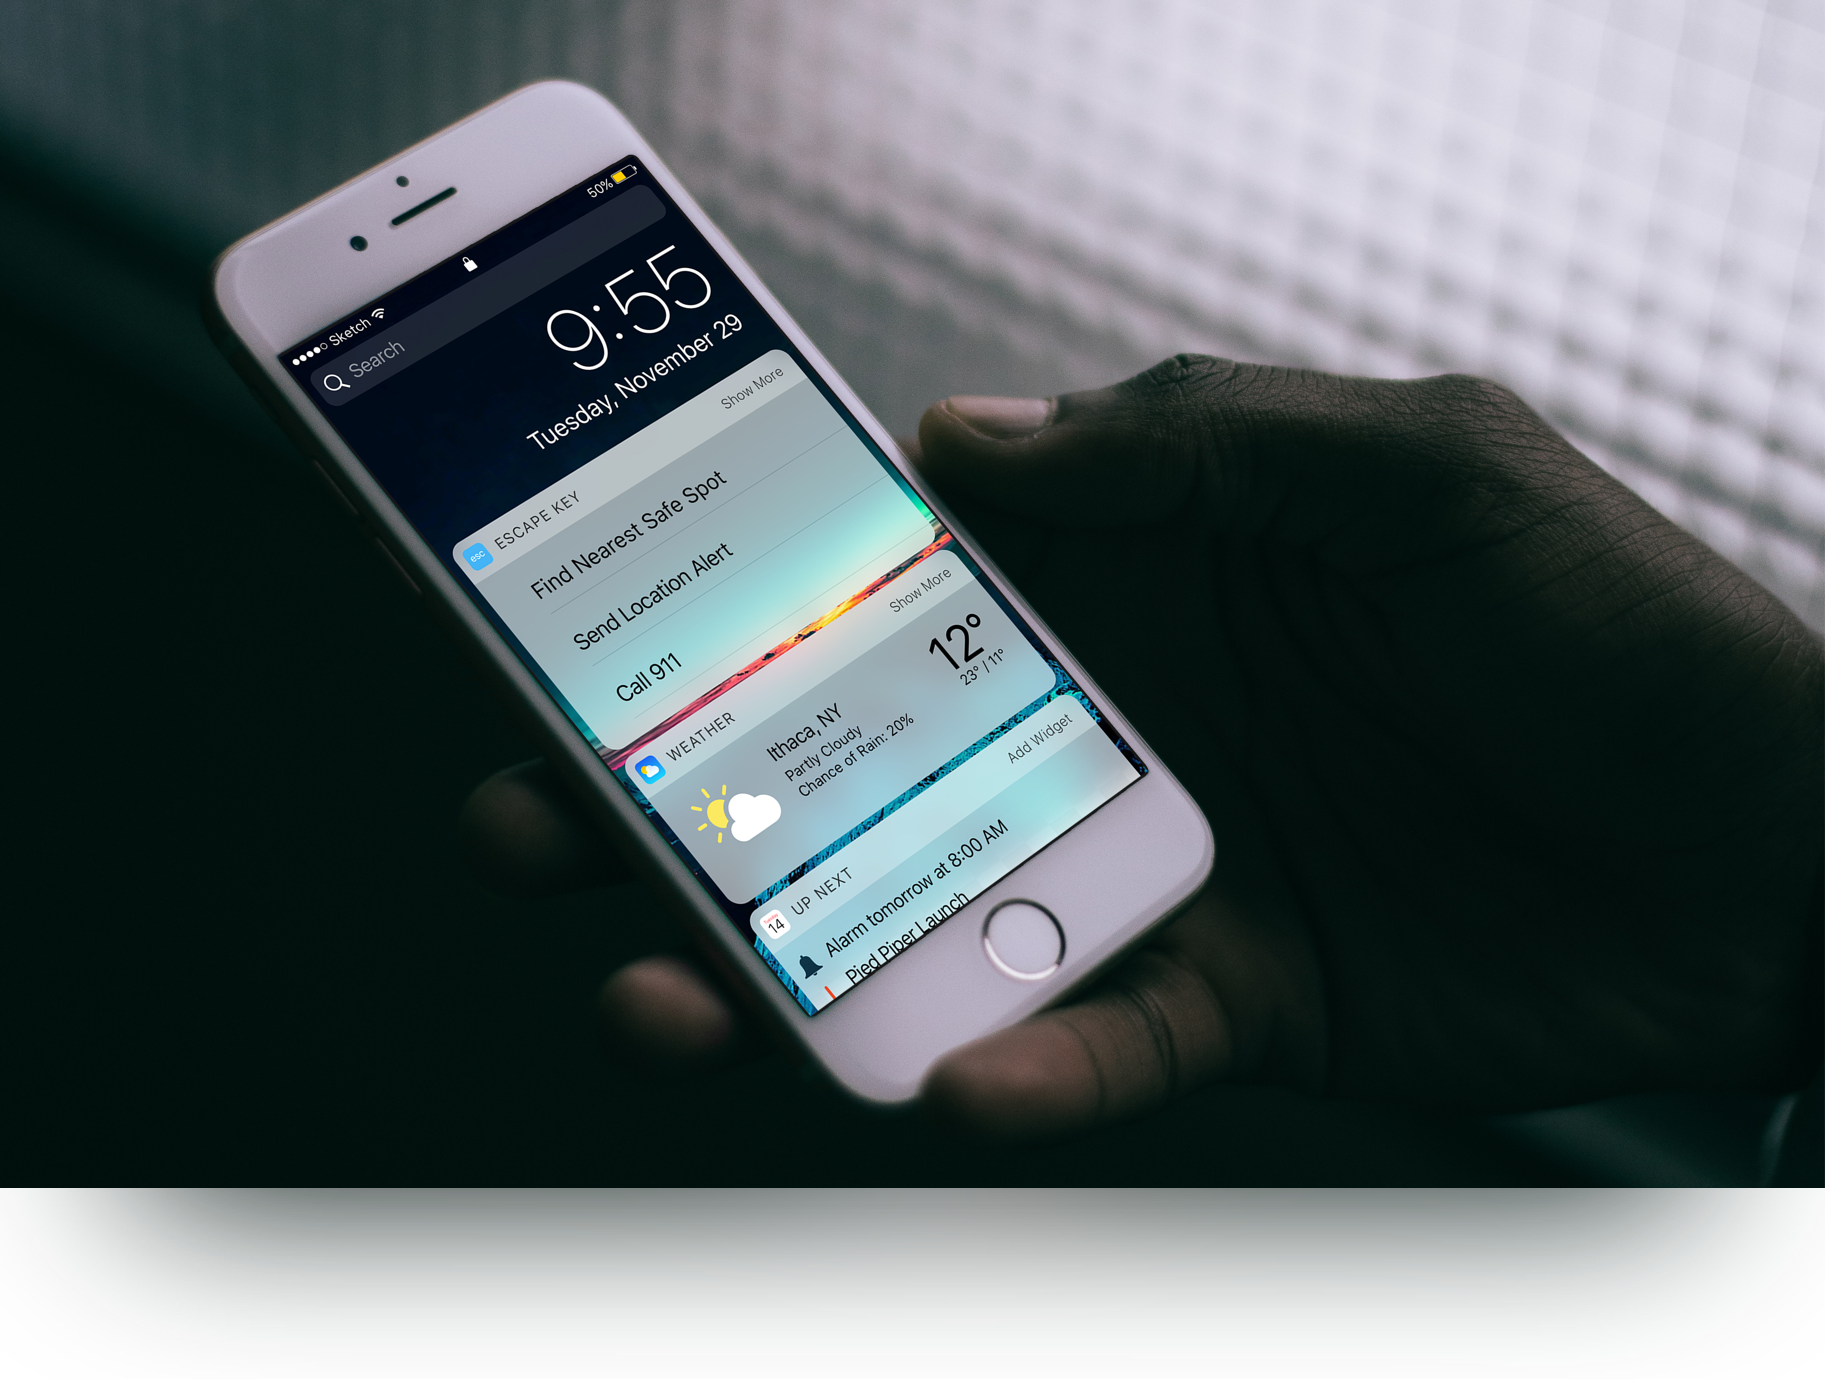 Sketch
50%
Search
9:55
Tuesday, November 29
esc
ESCAPE KEY
Show More
Find Nearest Safe Spot
Send Location Alert
Call 911
WEATHER
Show More
Ithaca, NY
Partly Cloudy
Chance of Rain: 20%
12°
23° / 11°
Tuesday
14
UP NEXT
Add Widget
Alarm tomorrow at 8:00 AM
Pied Piper Launch